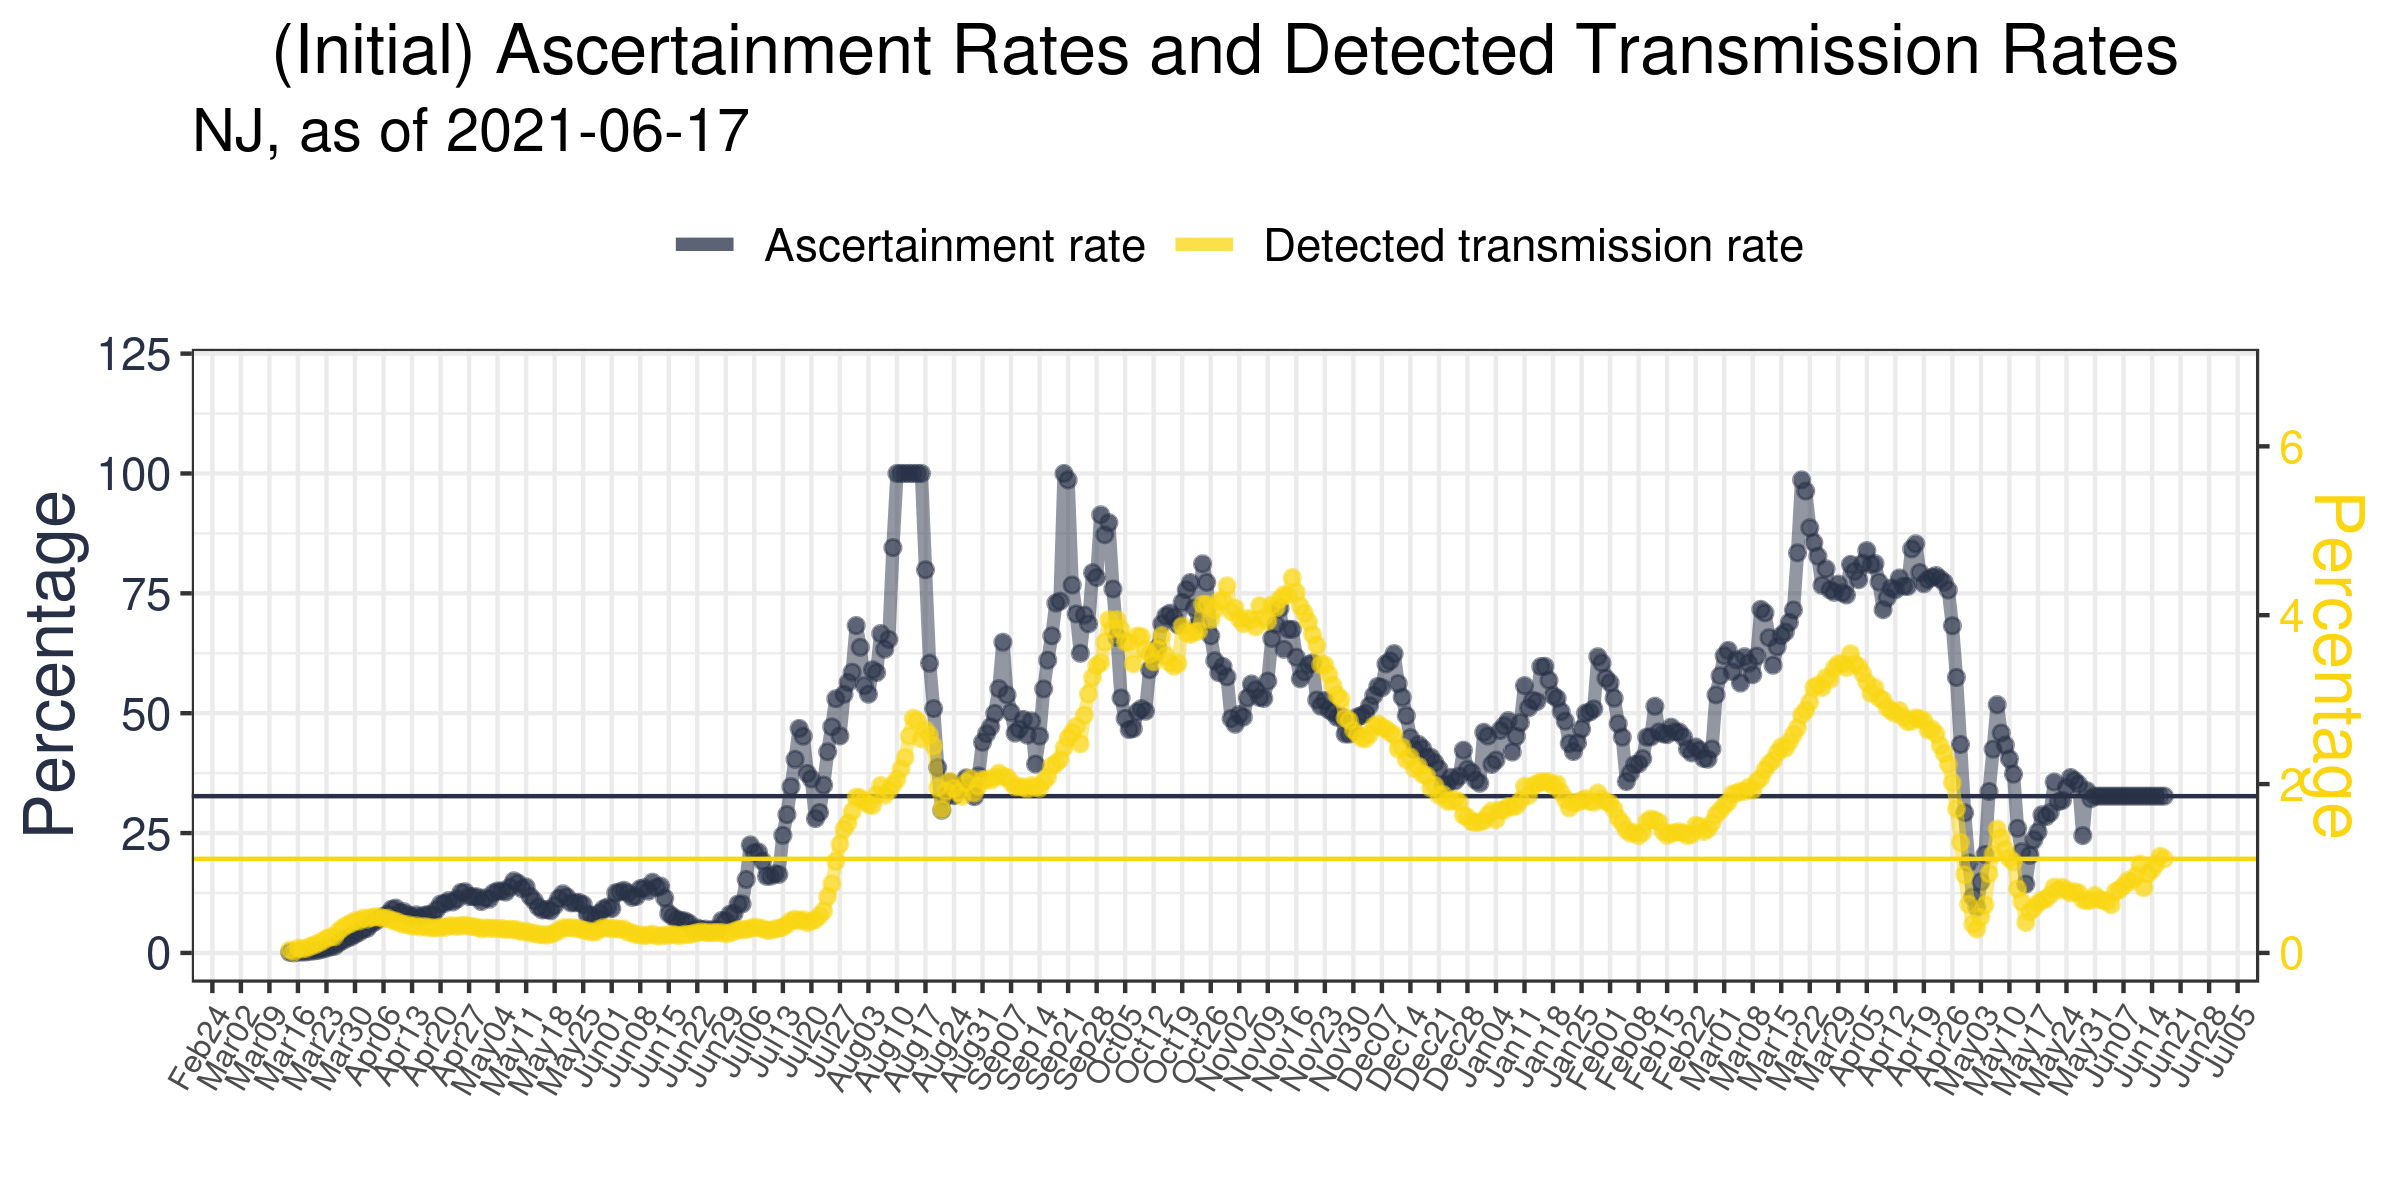 (Initial) Ascertainment Rates and Detected Transmission Rates
NJ, as of 2021-06-17
Ascertainment rate Detected transmission rate
125
100
75
50
25
0
Percentage
6
4
2
0
Percentage
Feb24 Mar02 Mar09 Mar16 Mar23 Mar30 Apr06 Apr13 Apr20 Apr27 May04 May11 May18 May25 Jun01 Jun08 Jun15 Jun22 Jun29 Jul06 Jul13 Jul20 Jul27 Aug03 Aug10 Aug17 Aug24 Aug31 Sep07 Sep14 Sep21 Sep28 Oct05 Oct12 Oct19 Oct26 Nov02 Nov09 Nov16 Nov23 Nov30 Dec07 Dec14 Dec21 Dec28 Jan04 Jan11 Jan18 Jan25 Feb01 Feb08 Feb15 Feb22 Mar01 Mar08 Mar15 Mar22 Mar29 Apr05 Apr12 Apr19 Apr26 May03 May10 May17 May24 May31 Jun07 Jun14 Jun21 Jun28 Jul05